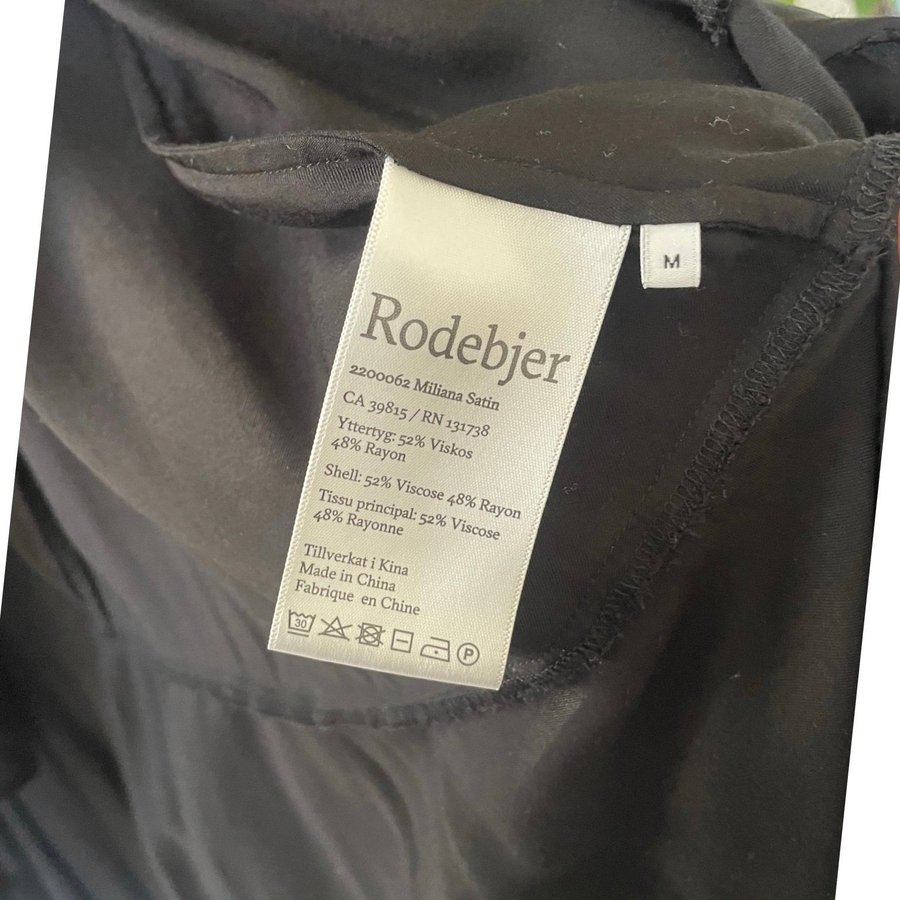 Rodebjer
2200062 Miliana Satin
CA 39815 / RN 131738
Yttertyg: 52% Viskos
48% Rayon
Shell: 52% Viscose 48% Rayon
Tissu principal: 52% Viscose
48% Rayonne
Tillverkat i Kina
Made in China
Fabrique en Chine
30
P
M